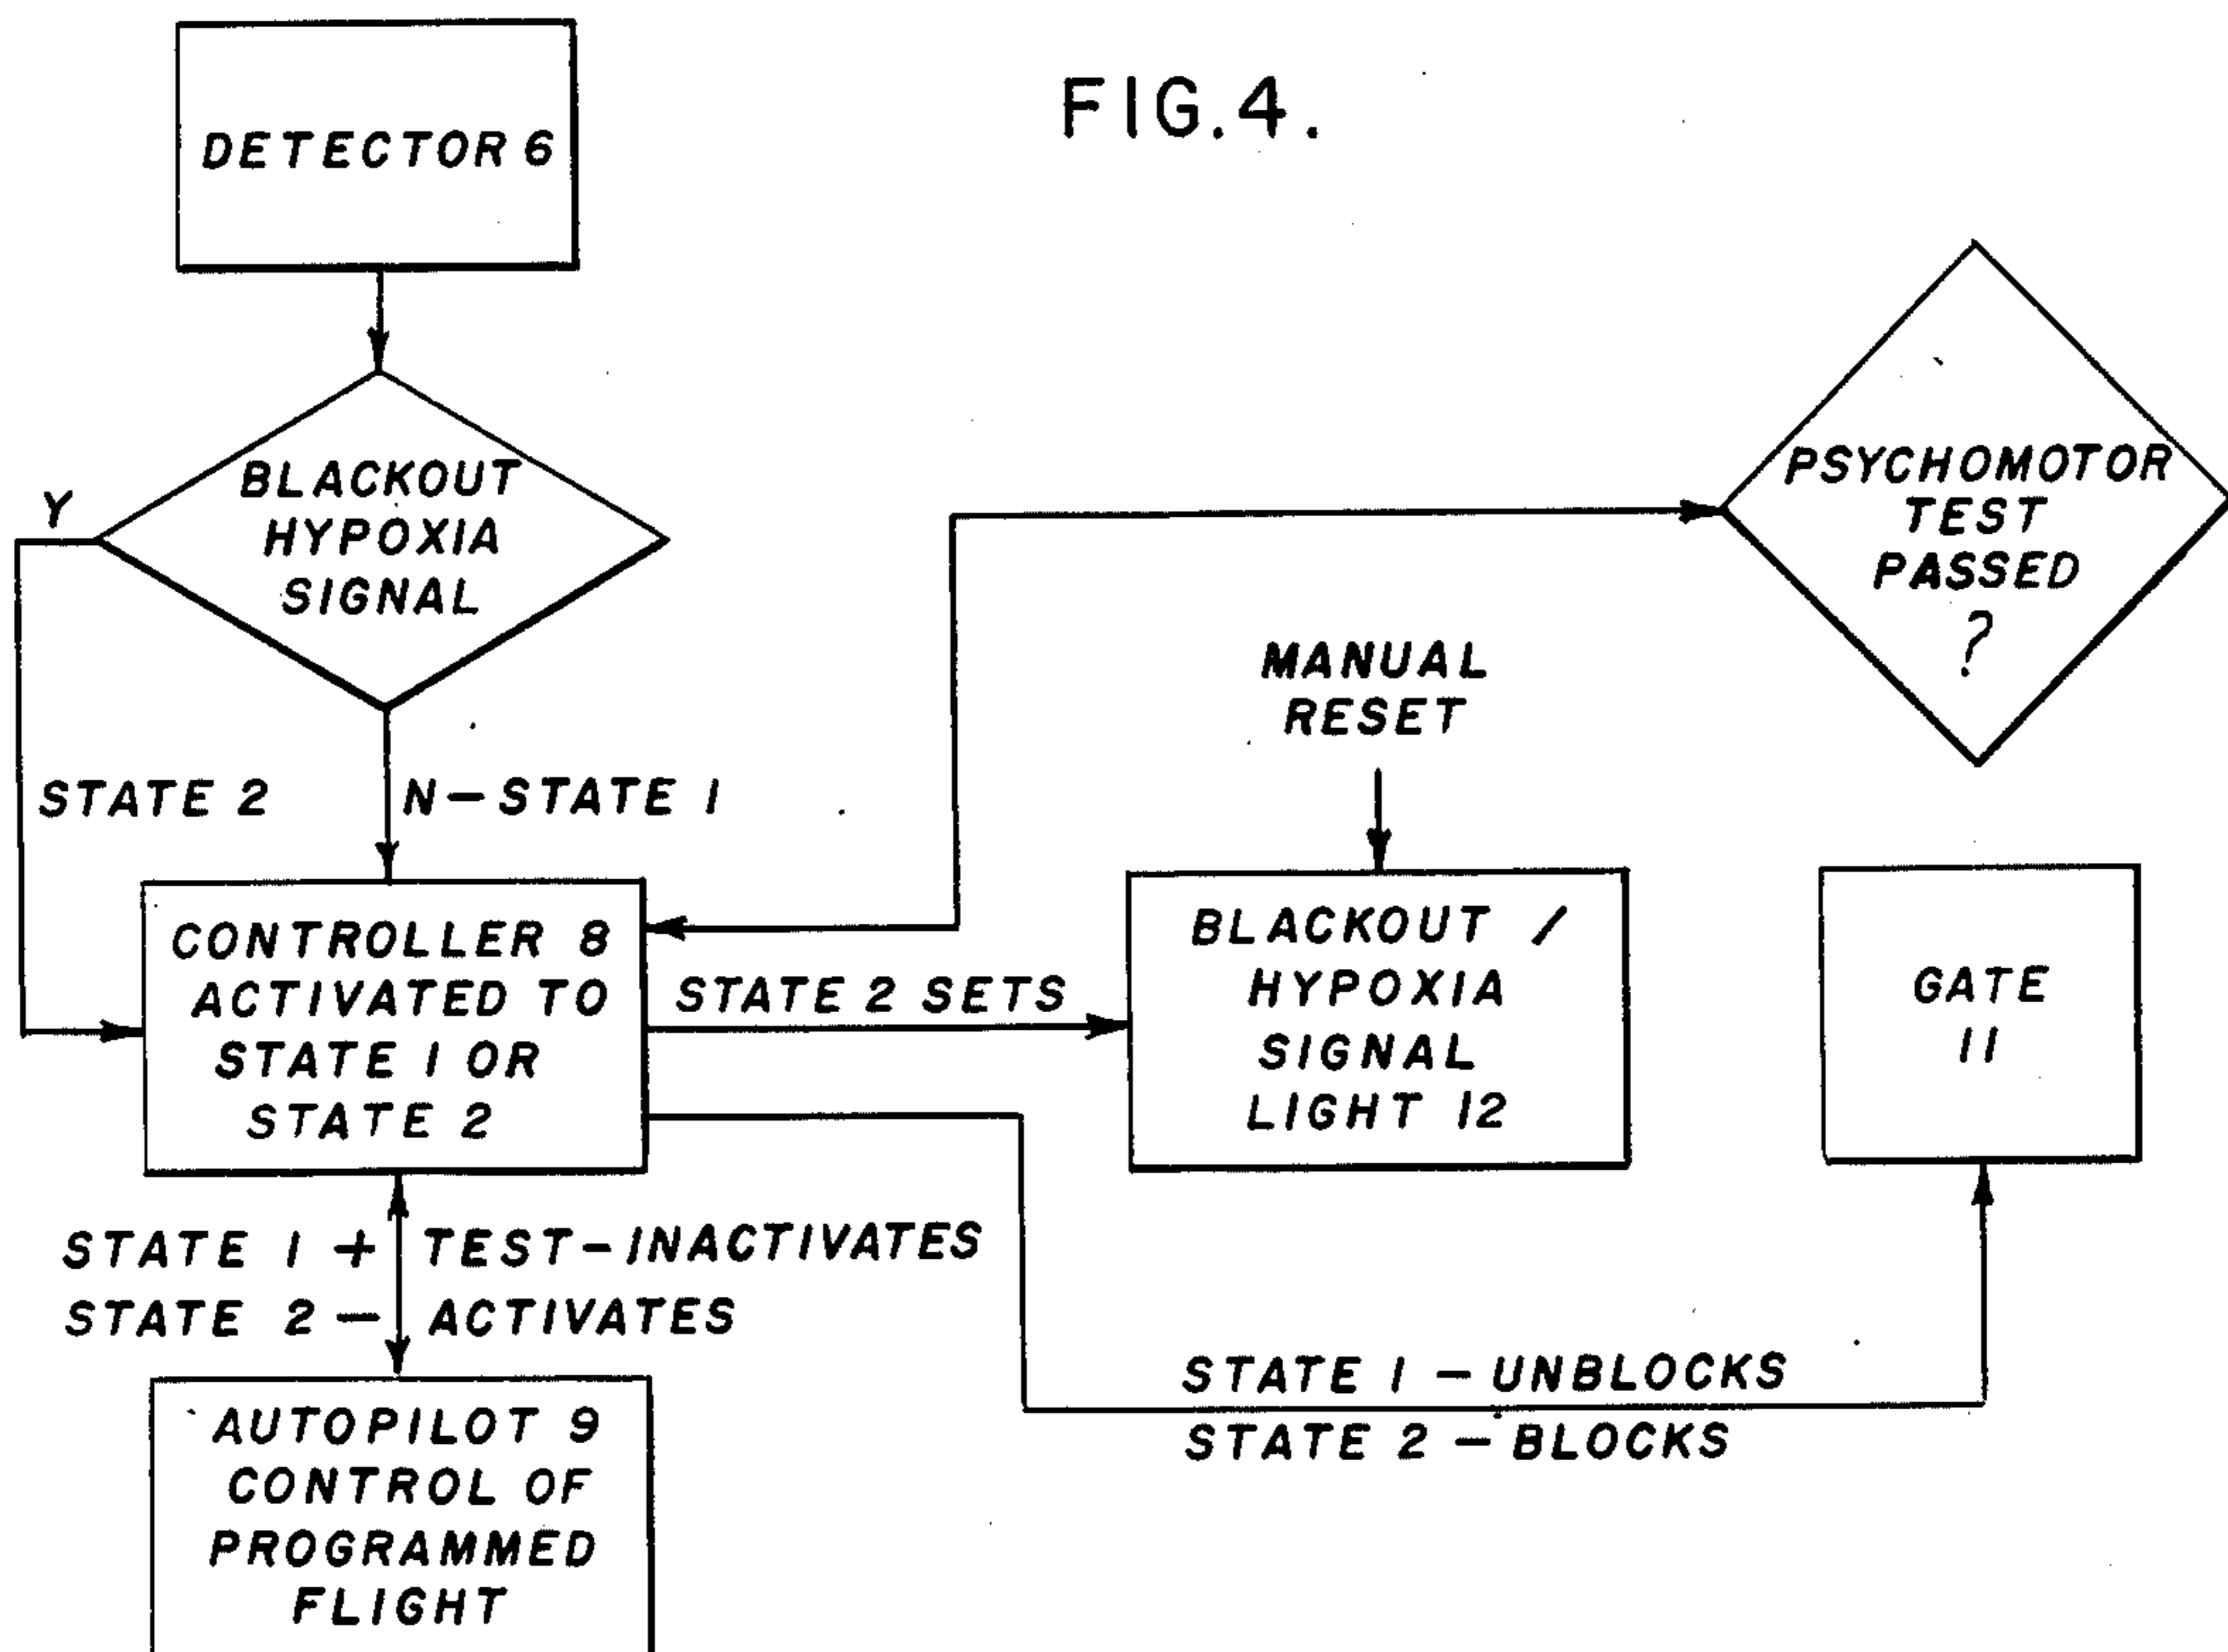 FIG.4.
DETECTOR 6
BLACKOUT
HYPOXIA
SIGNAL
Y
STATE 2
N-STATE 1
PSYCHOMOTOR
TEST
PASSED
?
MANUAL
RESET
CONTROLLER 8
ACTIVATED TO
STATE 1 OR
STATE 2
STATE 2 SETS
BLACKOUT /
HYPOXIA
SIGNAL
LIGHT 12
GATE
11
STATE 1 + TEST-INACTIVATES
STATE 2 - ACTIVATES
STATE 1 - UNBLOCKS
STATE 2 - BLOCKS
AUTOPILOT 9
CONTROL OF
PROGRAMMED
FLIGHT